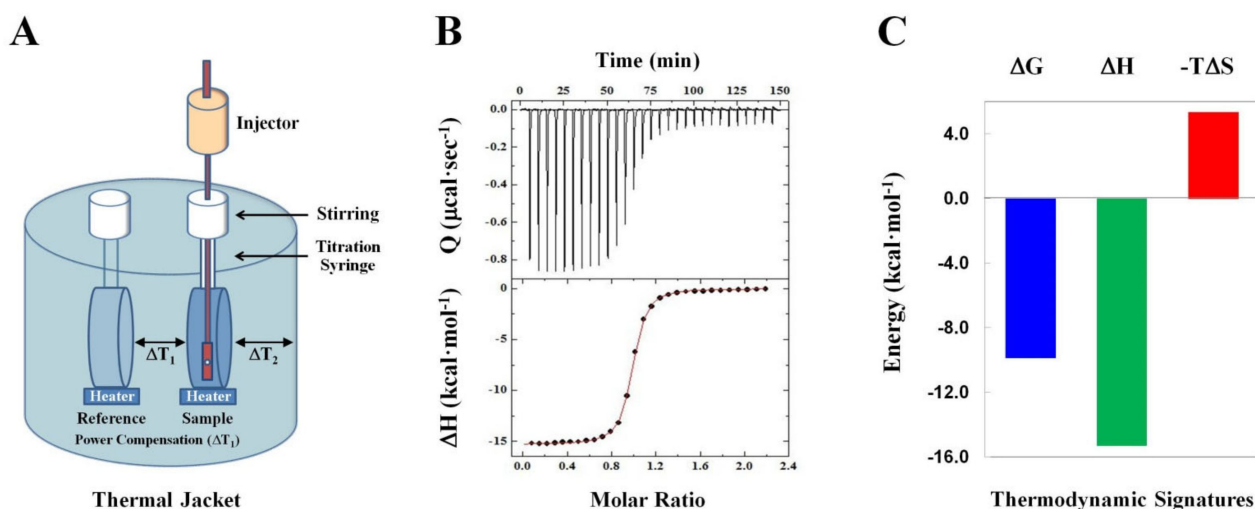 A
Injector
Stirring
Titration
Syringe
ΔT₁
ΔT₂
Heater
Heater
Reference
Sample
Power Compensation (ΔT₁)
Thermal Jacket
B
Time (min)
0 25 50 75 100 125 150
0.0
-0.2
-0.4
-0.6
-0.8
Q (μcal·sec⁻¹)
0
-5
-10
-15
ΔH (kcal·mol⁻¹)
0.0 0.4 0.8 1.2 1.6 2.0 2.4
Molar Ratio
C
ΔG ΔH -TΔS
4.0
0.0
-4.0
-8.0
-12.0
-16.0
Energy (kcal·mol⁻¹)
Thermodynamic Signatures